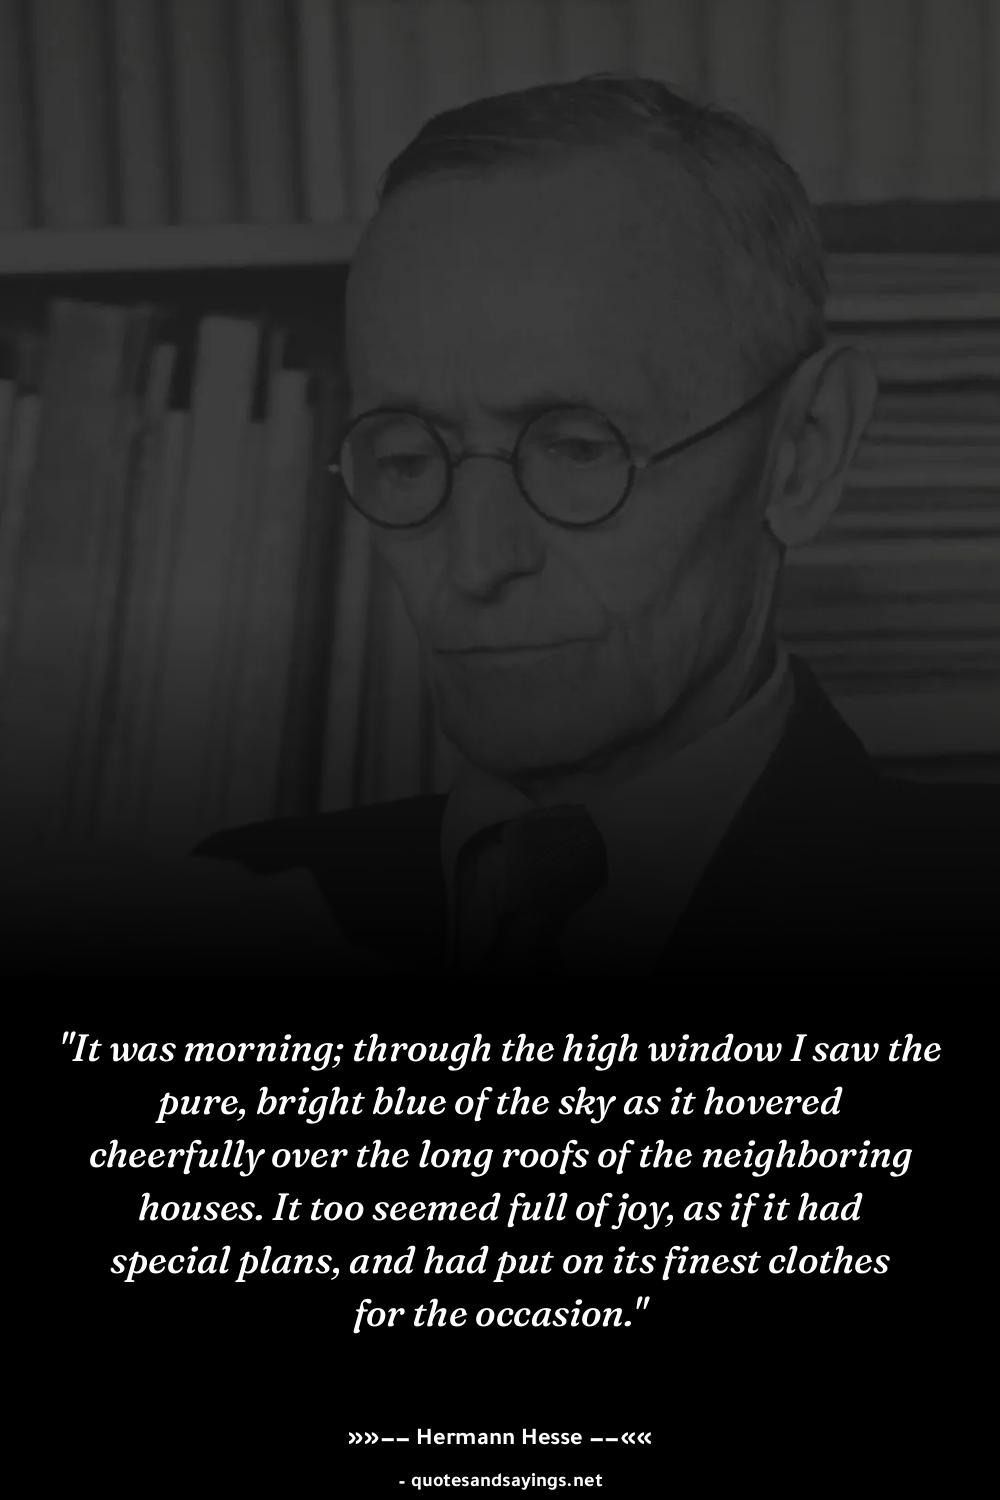 "It was morning; through the high window I saw the
pure, bright blue of the sky as it hovered
cheerfully over the long roofs of the neighboring
houses. It too seemed full of joy, as if it had
special plans, and had put on its finest clothes
for the occasion."
»»−− Hermann Hesse −−««
- quotesandsayings.net